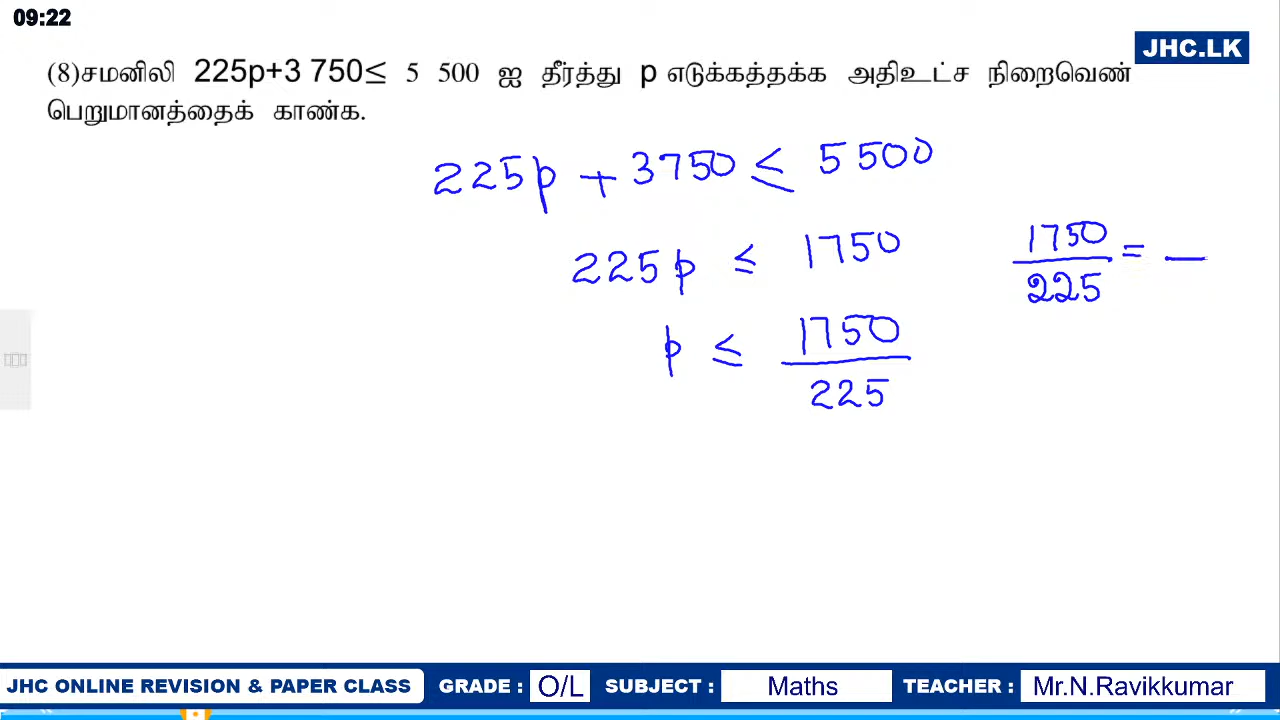 09:22
JHC.LK
(8)சமனிலி 225p+3 750≤ 5 500 ஐ தீர்த்து p எடுக்கத்தக்க அதிஉட்ச நிறைவெண்
பெறுமானத்தைக் காண்க.
225p + 3750 ≤ 5500
225p ≤ 1750
1750/225 = —
p ≤ 1750/225
JHC ONLINE REVISION & PAPER CLASS GRADE : O/L SUBJECT : Maths TEACHER : Mr.N.Ravikkumar